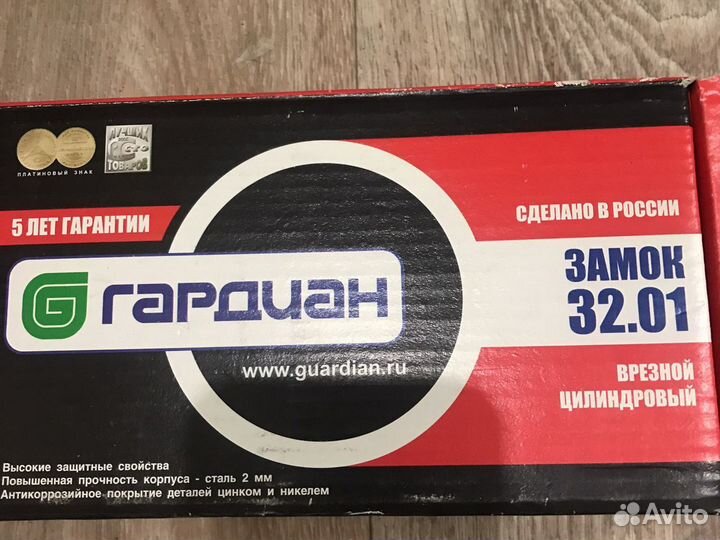 ПЛАТИНОВЫЙ ЗНАК
ТОВАРОВ
5 ЛЕТ ГАРАНТИИ
СДЕЛАНО В РОССИИ
ГАРДИАН
ЗАМОК
32.01
www.guardian.ru
ВРЕЗНОЙ
ЦИЛИНДРОВЫЙ
Высокие защитные свойства
Повышенная прочность корпуса - сталь 2 мм
Антикоррозийное покрытие деталей цинком и никелем
Avito